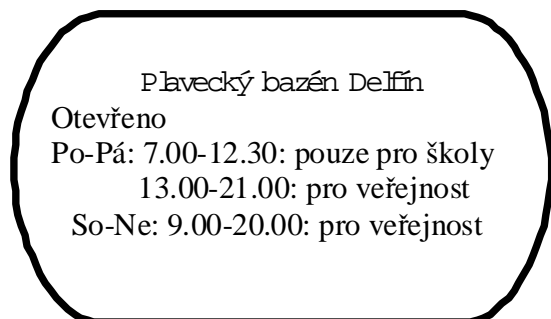 Plavecký bazén Delfín
Otevřeno
Po-Pá: 7.00-12.30: pouze pro školy
13.00-21.00: pro veřejnost
So-Ne: 9.00-20.00: pro veřejnost